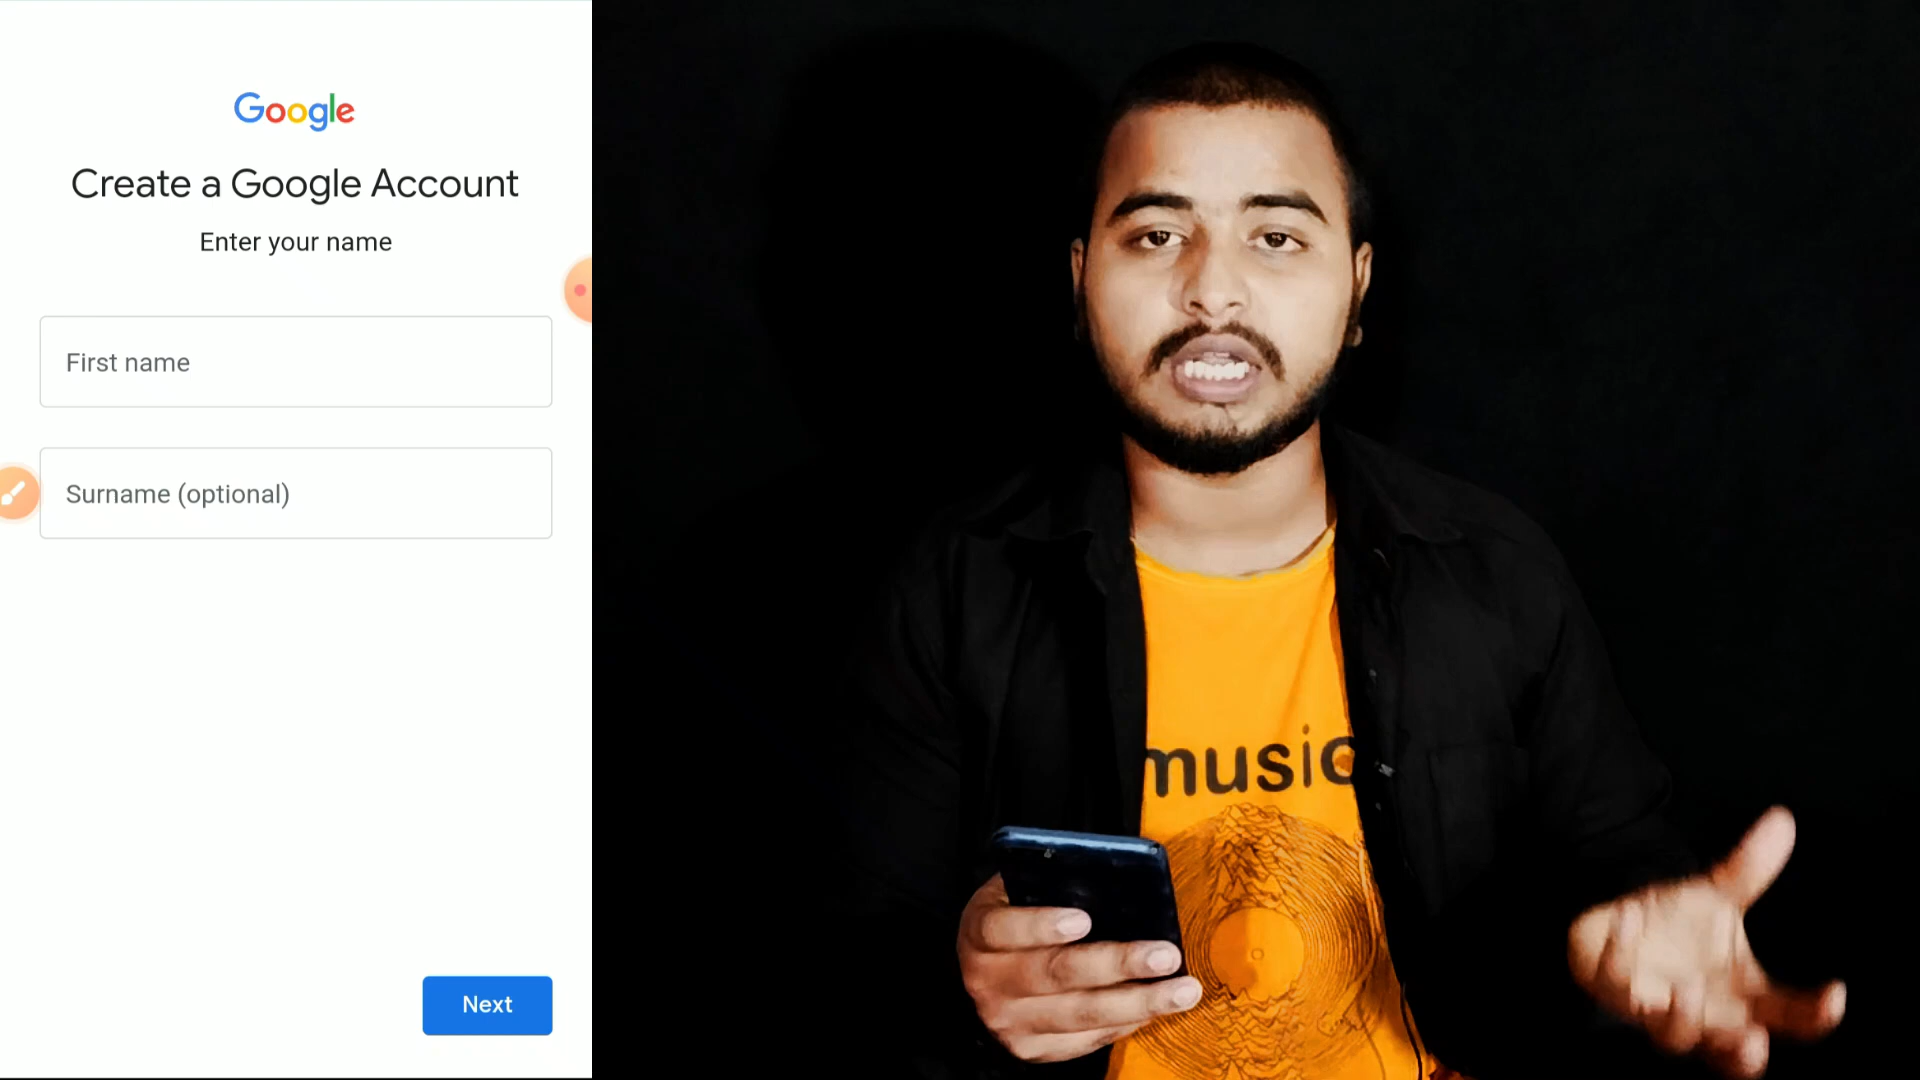 Google
Create a Google Account
Enter your name
First name
Surname (optional)
Next
music